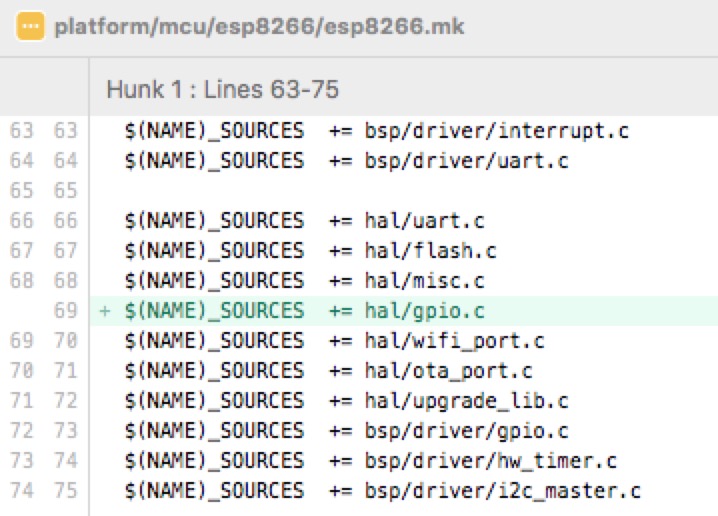 platform/mcu/esp8266/esp8266.mk
Hunk 1 : Lines 63-75
63 63 $(NAME)_SOURCES += bsp/driver/interrupt.c
64 64 $(NAME)_SOURCES += bsp/driver/uart.c
65 65
66 66 $(NAME)_SOURCES += hal/uart.c
67 67 $(NAME)_SOURCES += hal/flash.c
68 68 $(NAME)_SOURCES += hal/misc.c
69 + $(NAME)_SOURCES += hal/gpio.c
69 70 $(NAME)_SOURCES += hal/wifi_port.c
70 71 $(NAME)_SOURCES += hal/ota_port.c
71 72 $(NAME)_SOURCES += hal/upgrade_lib.c
72 73 $(NAME)_SOURCES += bsp/driver/gpio.c
73 74 $(NAME)_SOURCES += bsp/driver/hw_timer.c
74 75 $(NAME)_SOURCES += bsp/driver/i2c_master.c